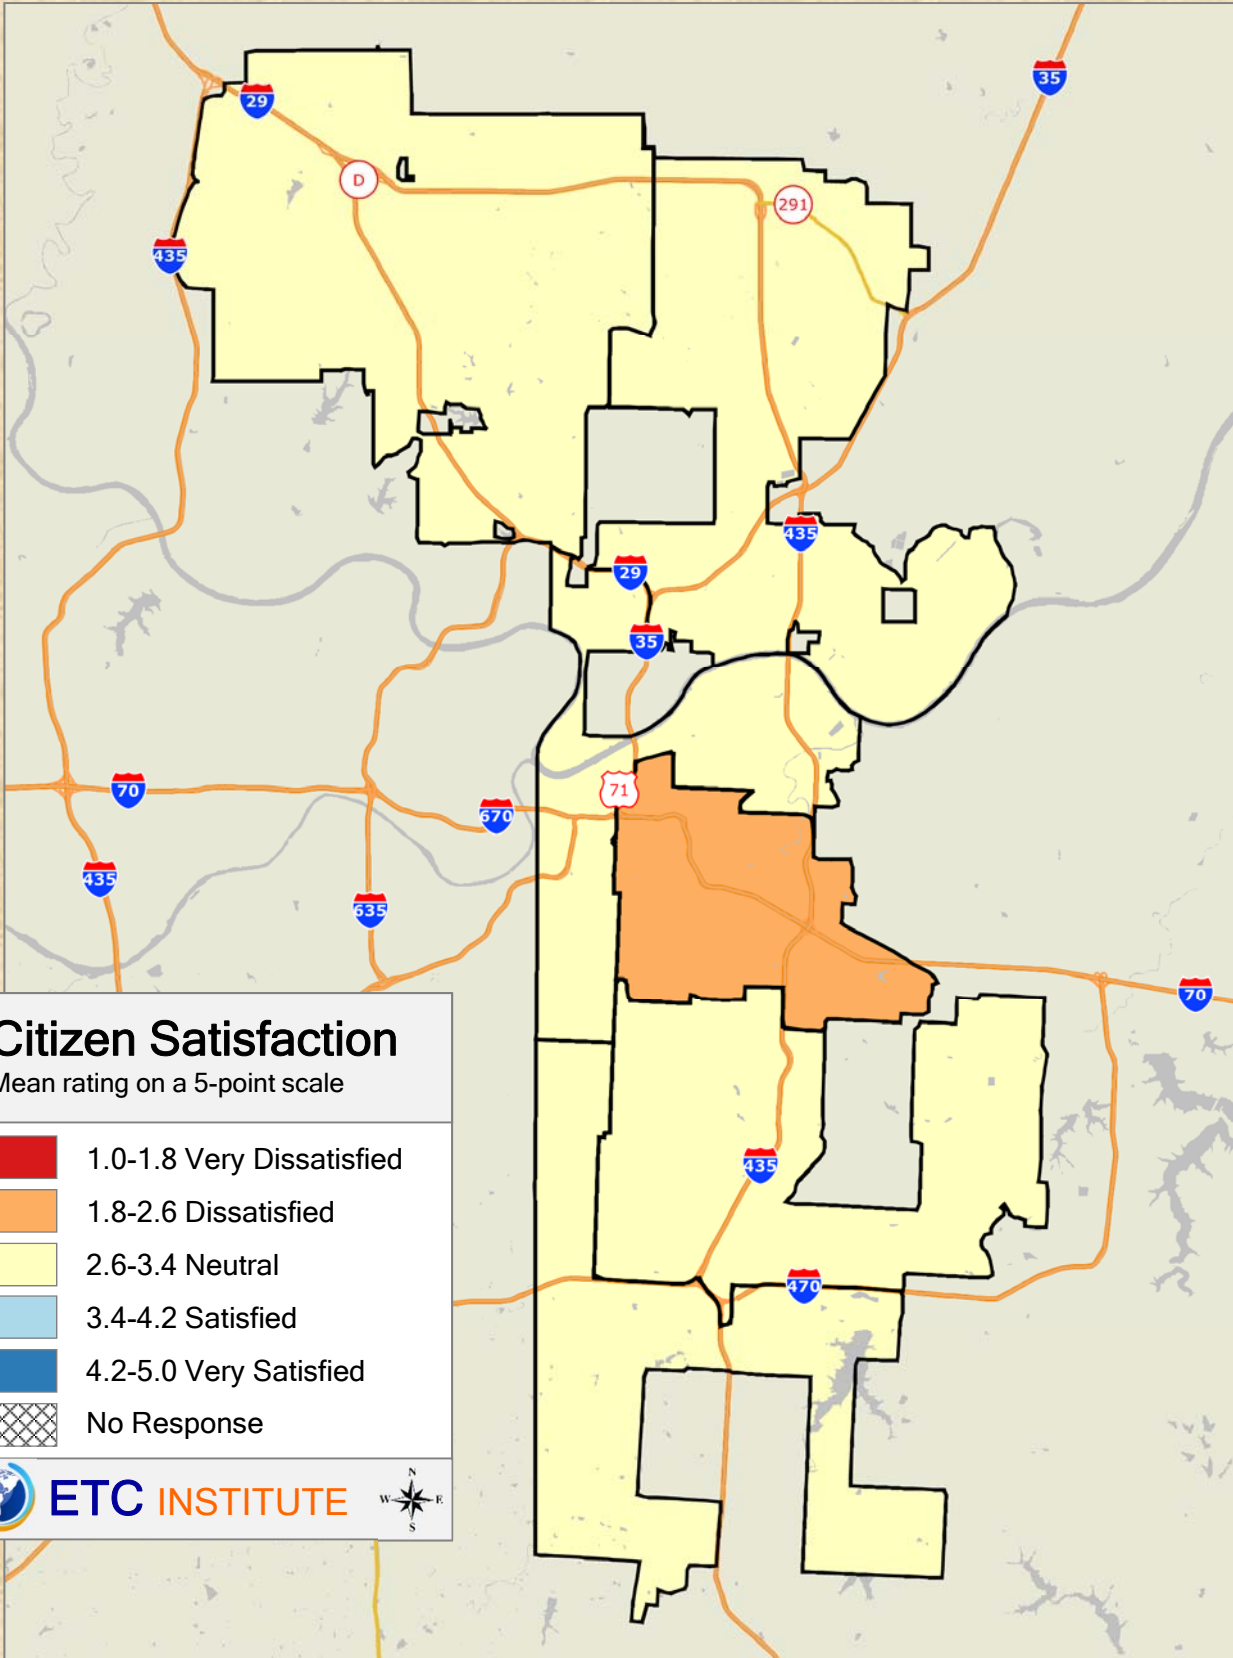 35
29
D
291
435
435
29
35
70
71
670
435
635
70
Citizen Satisfaction
Mean rating on a 5-point scale
1.0-1.8 Very Dissatisfied
1.8-2.6 Dissatisfied
2.6-3.4 Neutral
3.4-4.2 Satisfied
4.2-5.0 Very Satisfied
No Response
ETC INSTITUTE
N
W E
S
435
470